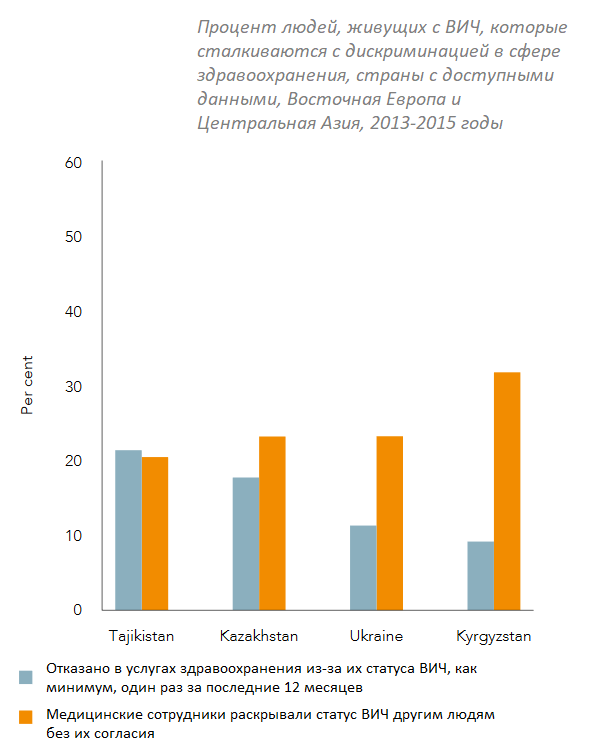 Процент людей, живущих с ВИЧ, которые
сталкиваются с дискриминацией в сфере
здравоохранения, страны с доступными
данными, Восточная Европа и
Центральная Азия, 2013-2015 годы
60
50
40
30
20
10
0
Per cent
Tajikistan
Kazakhstan
Ukraine
Kyrgyzstan
Отказано в услугах здравоохранения из-за их статуса ВИЧ, как
минимум, один раз за последние 12 месяцев
Медицинские сотрудники раскрывали статус ВИЧ другим людям
без их согласия